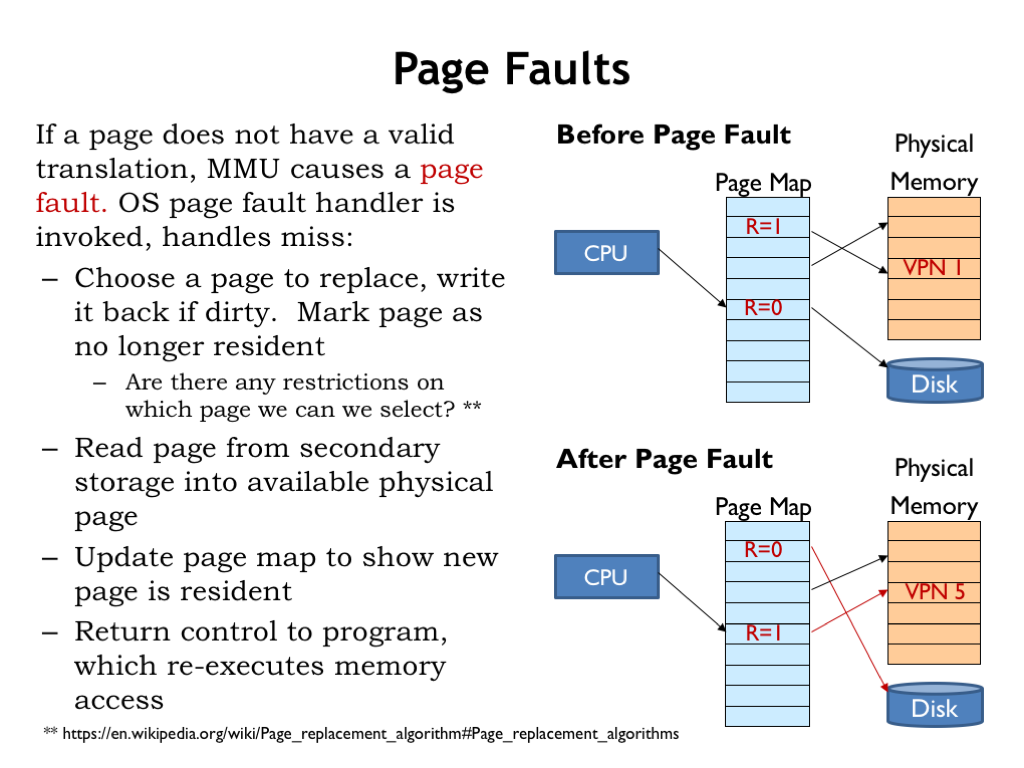 Page Faults
If a page does not have a valid
translation, MMU causes a page
fault. OS page fault handler is
invoked, handles miss:
– Choose a page to replace, write
it back if dirty.  Mark page as
no longer resident
– Are there any restrictions on
which page we can we select? **
– Read page from secondary
storage into available physical
page
– Update page map to show new
page is resident
– Return control to program,
which re-executes memory
access
Before Page Fault
Physical
Memory
Page Map
R=1
CPU
VPN 1
R=0
Disk
After Page Fault
Physical
Memory
Page Map
R=0
CPU
VPN 5
R=1
Disk
** https://en.wikipedia.org/wiki/Page_replacement_algorithm#Page_replacement_algorithms